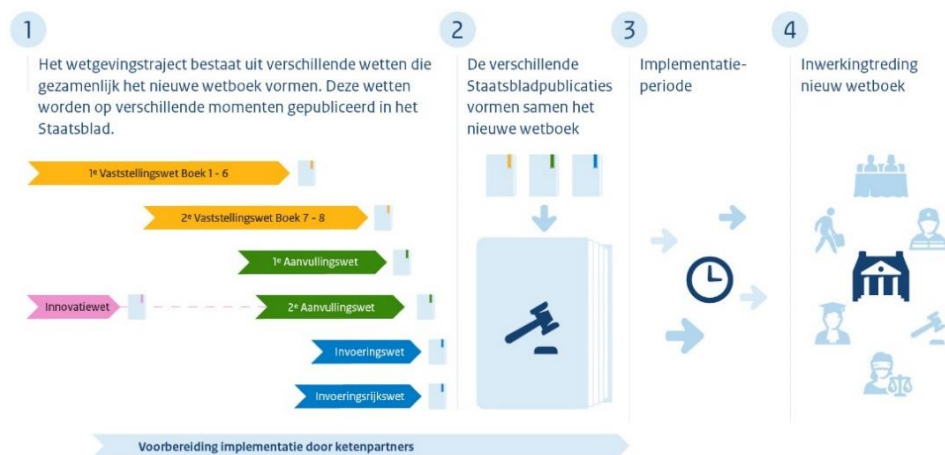 1
Het wetgevingstraject bestaat uit verschillende wetten die
gezamenlijk het nieuwe wetboek vormen. Deze wetten
worden op verschillende momenten gepubliceerd in het
Staatsblad.
1e Vaststellingswet Boek 1 - 6
2e Vaststellingswet Boek 7 - 8
1e Aanvullingswet
Innovatiewet
2e Aanvullingswet
Invoeringswet
Invoeringsrijkswet
Voorbereiding implementatie door ketenpartners
2
De verschillende
Staatsbladpublicaties
vormen samen het
nieuwe wetboek
3
Implementatie-
periode
4
Inwerkingtreding
nieuw wetboek